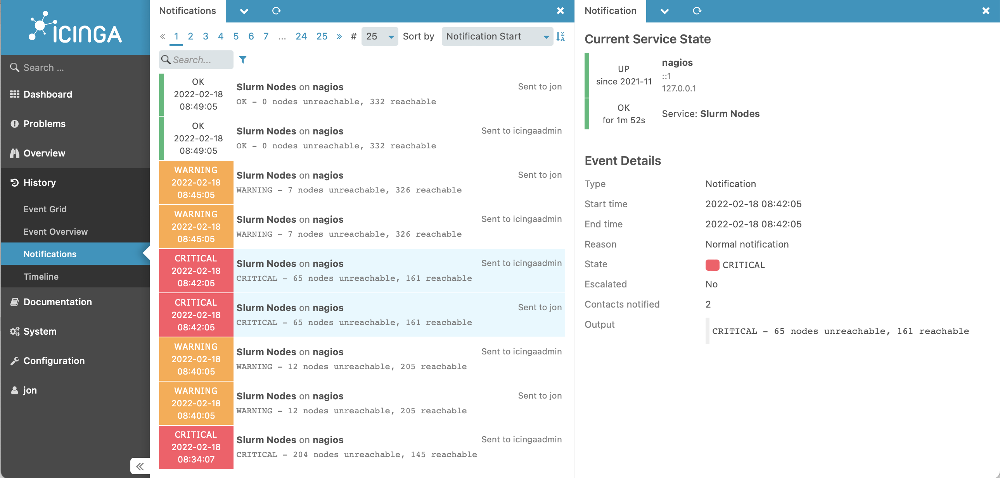 ICINGA
Search ...
Dashboard
Problems
Overview
History
Event Grid
Event Overview
Notifications
Timeline
Documentation
System
Configuration
jon
Notifications
« 1 2 3 4 5 6 7 ... 24 25 » # 25 Sort by Notification Start
Search...
OK
2022-02-18
08:49:05
Slurm Nodes on nagios
Sent to jon
OK - 0 nodes unreachable, 332 reachable
OK
2022-02-18
08:49:05
Slurm Nodes on nagios
Sent to icingaadmin
OK - 0 nodes unreachable, 332 reachable
WARNING
2022-02-18
08:45:05
Slurm Nodes on nagios
Sent to jon
WARNING - 7 nodes unreachable, 326 reachable
WARNING
2022-02-18
08:45:05
Slurm Nodes on nagios
Sent to icingaadmin
WARNING - 7 nodes unreachable, 326 reachable
CRITICAL
2022-02-18
08:42:05
Slurm Nodes on nagios
Sent to icingaadmin
CRITICAL - 65 nodes unreachable, 161 reachable
CRITICAL
2022-02-18
08:42:05
Slurm Nodes on nagios
Sent to jon
CRITICAL - 65 nodes unreachable, 161 reachable
WARNING
2022-02-18
08:40:05
Slurm Nodes on nagios
Sent to icingaadmin
WARNING - 12 nodes unreachable, 205 reachable
WARNING
2022-02-18
08:40:05
Slurm Nodes on nagios
Sent to jon
WARNING - 12 nodes unreachable, 205 reachable
CRITICAL
2022-02-18
08:34:07
Slurm Nodes on nagios
Sent to icingaadmin
CRITICAL - 204 nodes unreachable, 145 reachable
Notification
Current Service State
UP
since 2021-11
nagios
::1
127.0.0.1
OK
for 1m 52s
Service: Slurm Nodes
Event Details
Type Notification
Start time 2022-02-18 08:42:05
End time 2022-02-18 08:42:05
Reason Normal notification
State CRITICAL
Escalated No
Contacts notified 2
Output CRITICAL - 65 nodes unreachable, 161 reachable